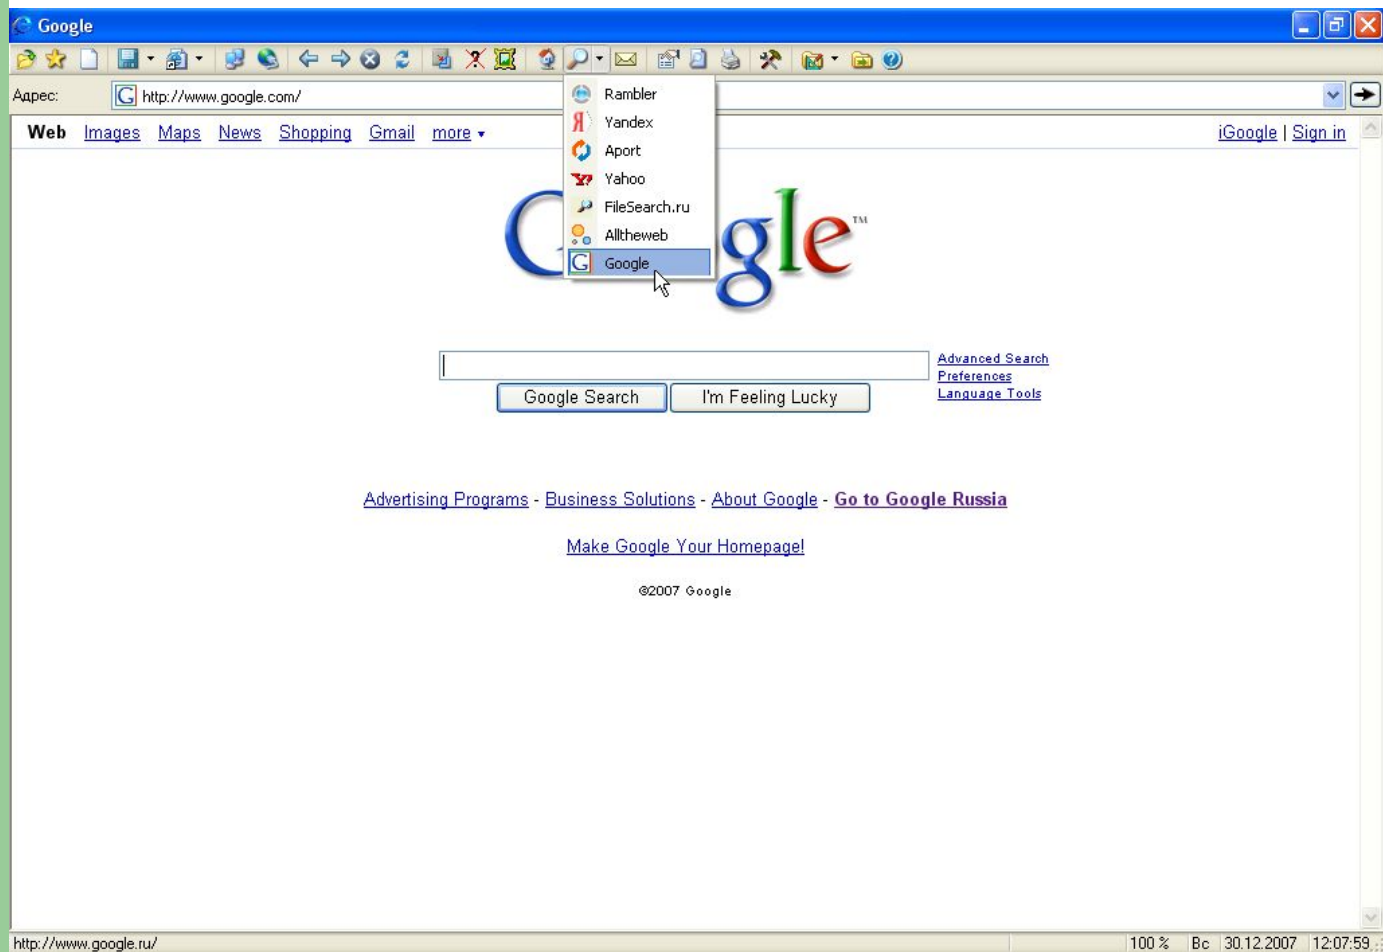 Google
Адрес: http://www.google.com/
Rambler
Yandex
Aport
Yahoo
FileSearch.ru
Alltheweb
Google
Web Images Maps News Shopping Gmail more
iGoogle | Sign in
G gle™
Advanced Search
Preferences
Language Tools
Google Search I'm Feeling Lucky
Advertising Programs - Business Solutions - About Google - Go to Google Russia
Make Google Your Homepage!
©2007 Google
http://www.google.ru/ 100 % Вс 30.12.2007 12:07:59